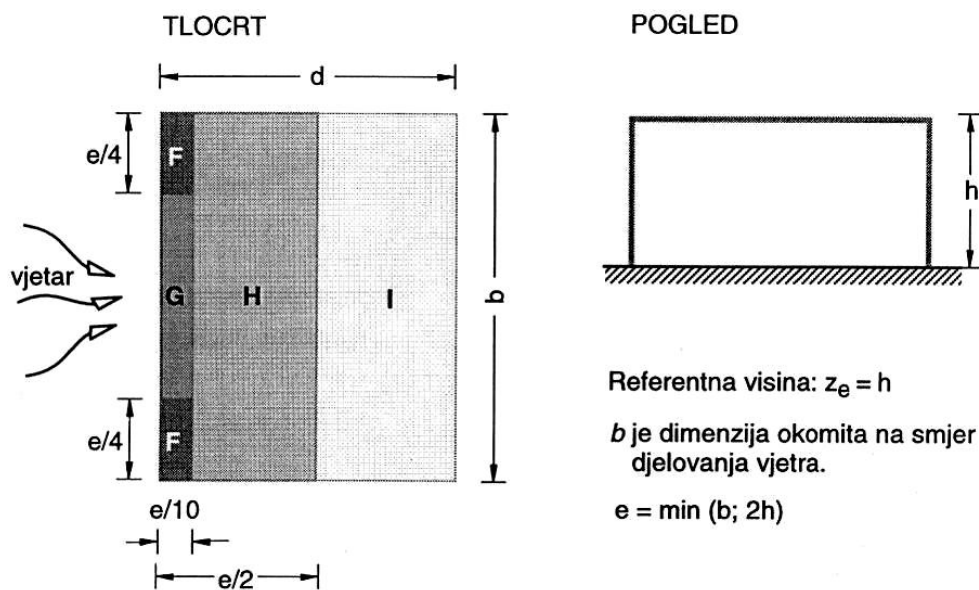 TLOCRT
POGLED
d
e/4
F
h
vjetar
G
H
I
b
Referentna visina: ze = h
e/4
F
b je dimenzija okomita na smjer
djelovanja vjetra.
e/10
e = min (b; 2h)
e/2